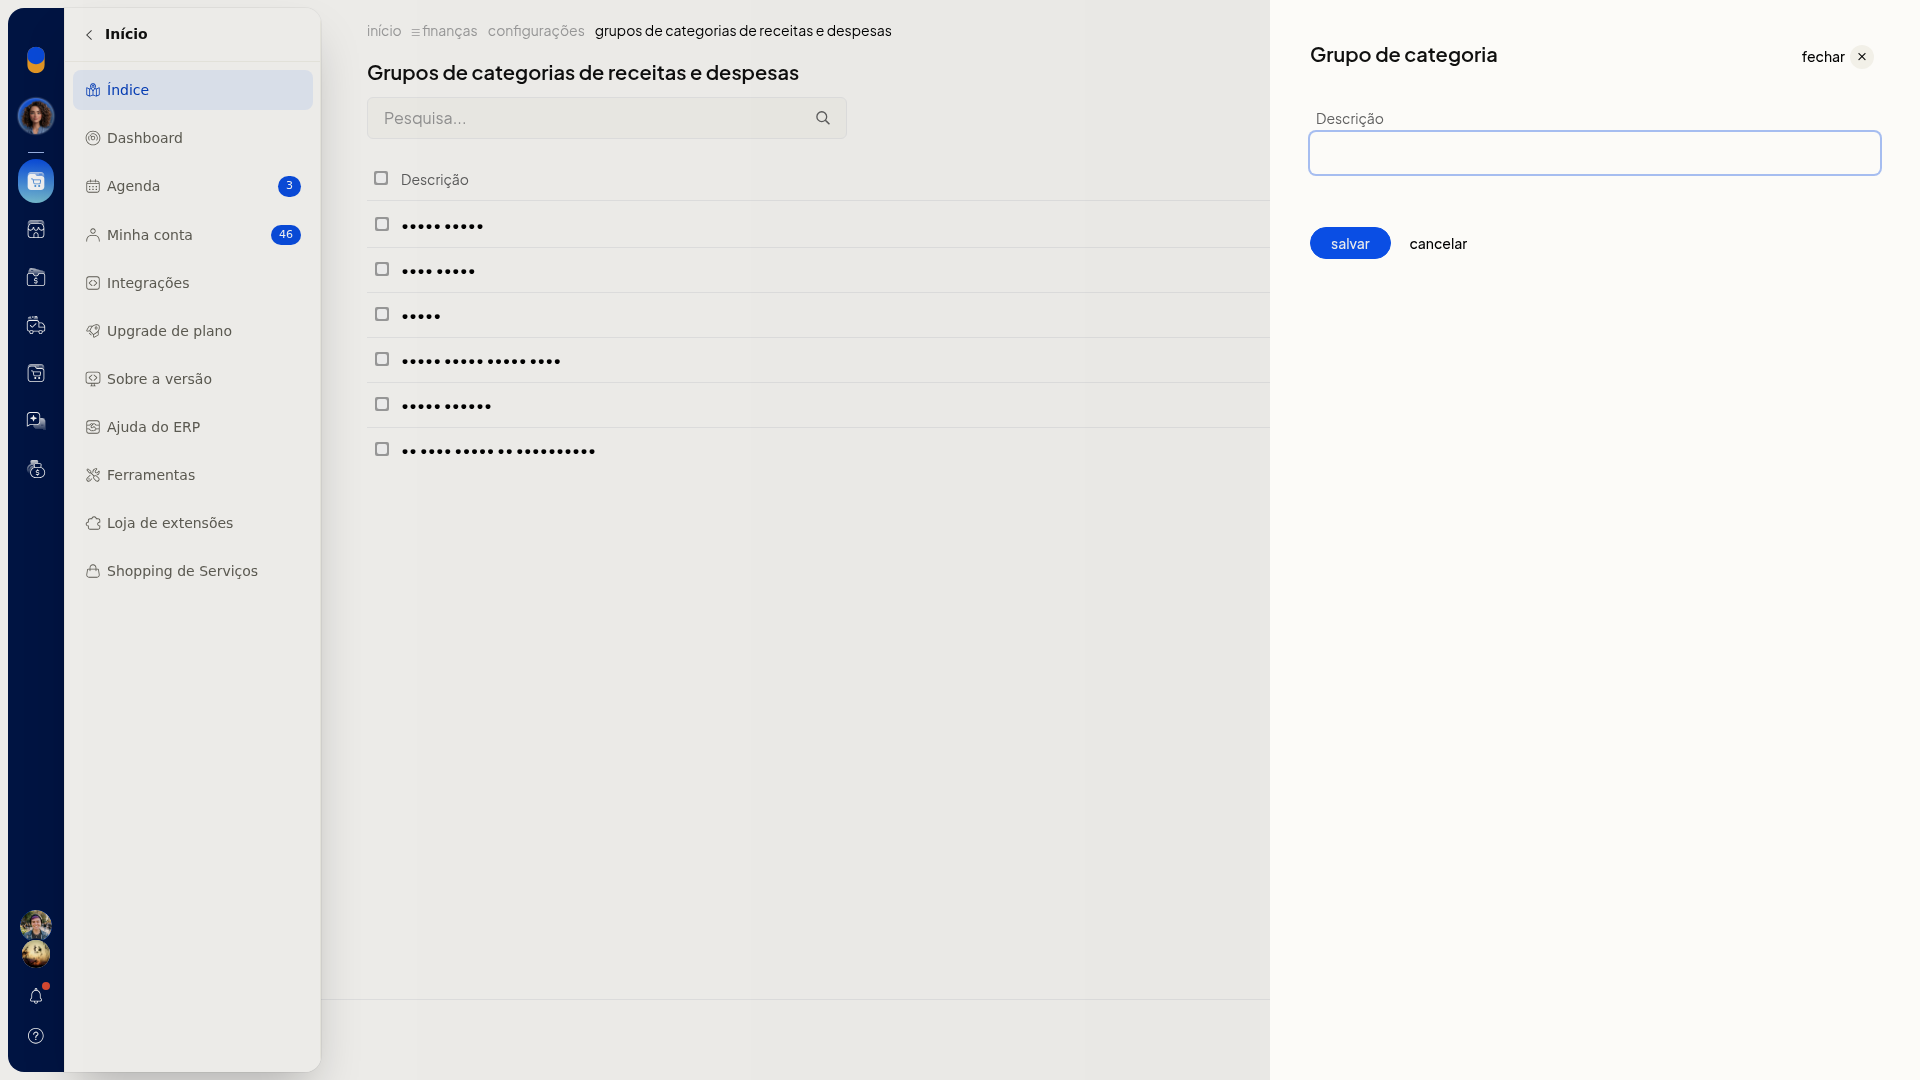 Início
Índice
Dashboard
Agenda
3
Minha conta
46
Integrações
Upgrade de plano
Sobre a versão
Ajuda do ERP
Ferramentas
Loja de extensões
Shopping de Serviços
início finanças configurações grupos de categorias de receitas e despesas
Grupos de categorias de receitas e despesas
Pesquisa...
Descrição
••••• •••••
•••• •••••
•••••
••••• ••••• ••••• ••••
••••• ••••••
•• •••• ••••• •• ••••••••••
Grupo de categoria
fechar
Descrição
salvar cancelar